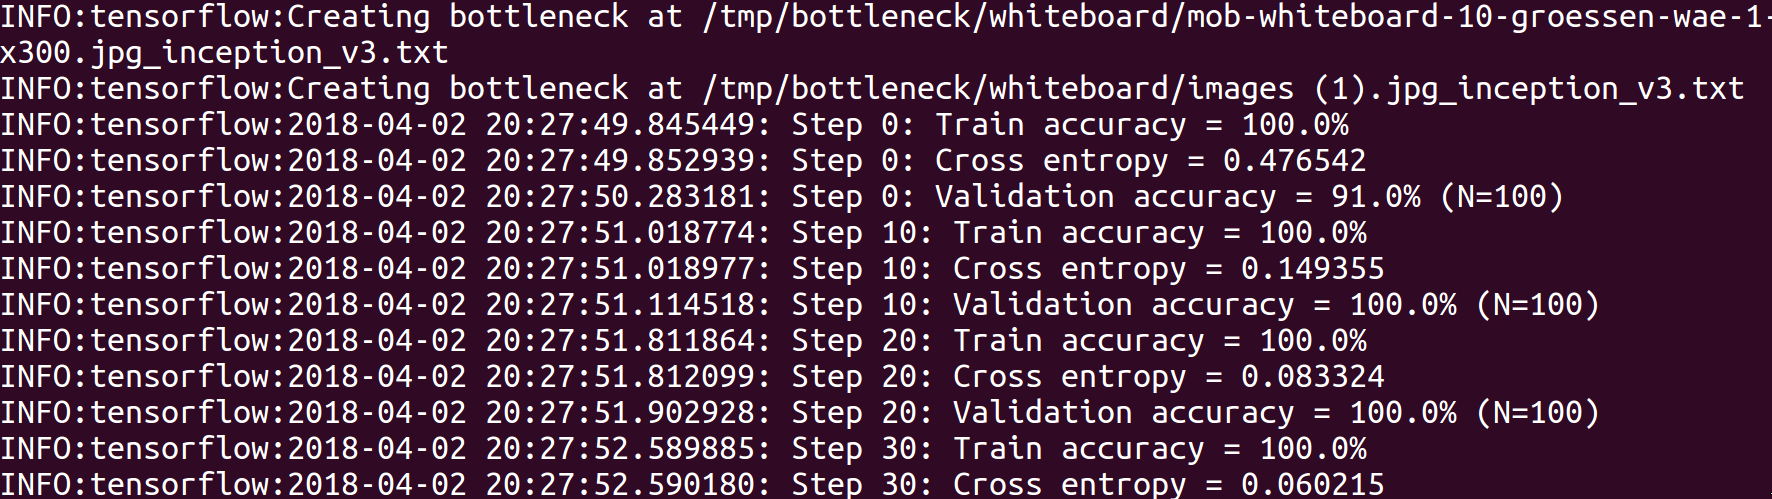 INFO:tensorflow:Creating bottleneck at /tmp/bottleneck/whiteboard/mob-whiteboard-10-groessen-wae-1-
x300.jpg_inception_v3.txt
INFO:tensorflow:Creating bottleneck at /tmp/bottleneck/whiteboard/images (1).jpg_inception_v3.txt
INFO:tensorflow:2018-04-02 20:27:49.845449: Step 0: Train accuracy = 100.0%
INFO:tensorflow:2018-04-02 20:27:49.852939: Step 0: Cross entropy = 0.476542
INFO:tensorflow:2018-04-02 20:27:50.283181: Step 0: Validation accuracy = 91.0% (N=100)
INFO:tensorflow:2018-04-02 20:27:51.018774: Step 10: Train accuracy = 100.0%
INFO:tensorflow:2018-04-02 20:27:51.018977: Step 10: Cross entropy = 0.149355
INFO:tensorflow:2018-04-02 20:27:51.114518: Step 10: Validation accuracy = 100.0% (N=100)
INFO:tensorflow:2018-04-02 20:27:51.811864: Step 20: Train accuracy = 100.0%
INFO:tensorflow:2018-04-02 20:27:51.812099: Step 20: Cross entropy = 0.083324
INFO:tensorflow:2018-04-02 20:27:51.902928: Step 20: Validation accuracy = 100.0% (N=100)
INFO:tensorflow:2018-04-02 20:27:52.589885: Step 30: Train accuracy = 100.0%
INFO:tensorflow:2018-04-02 20:27:52.590180: Step 30: Cross entropy = 0.060215